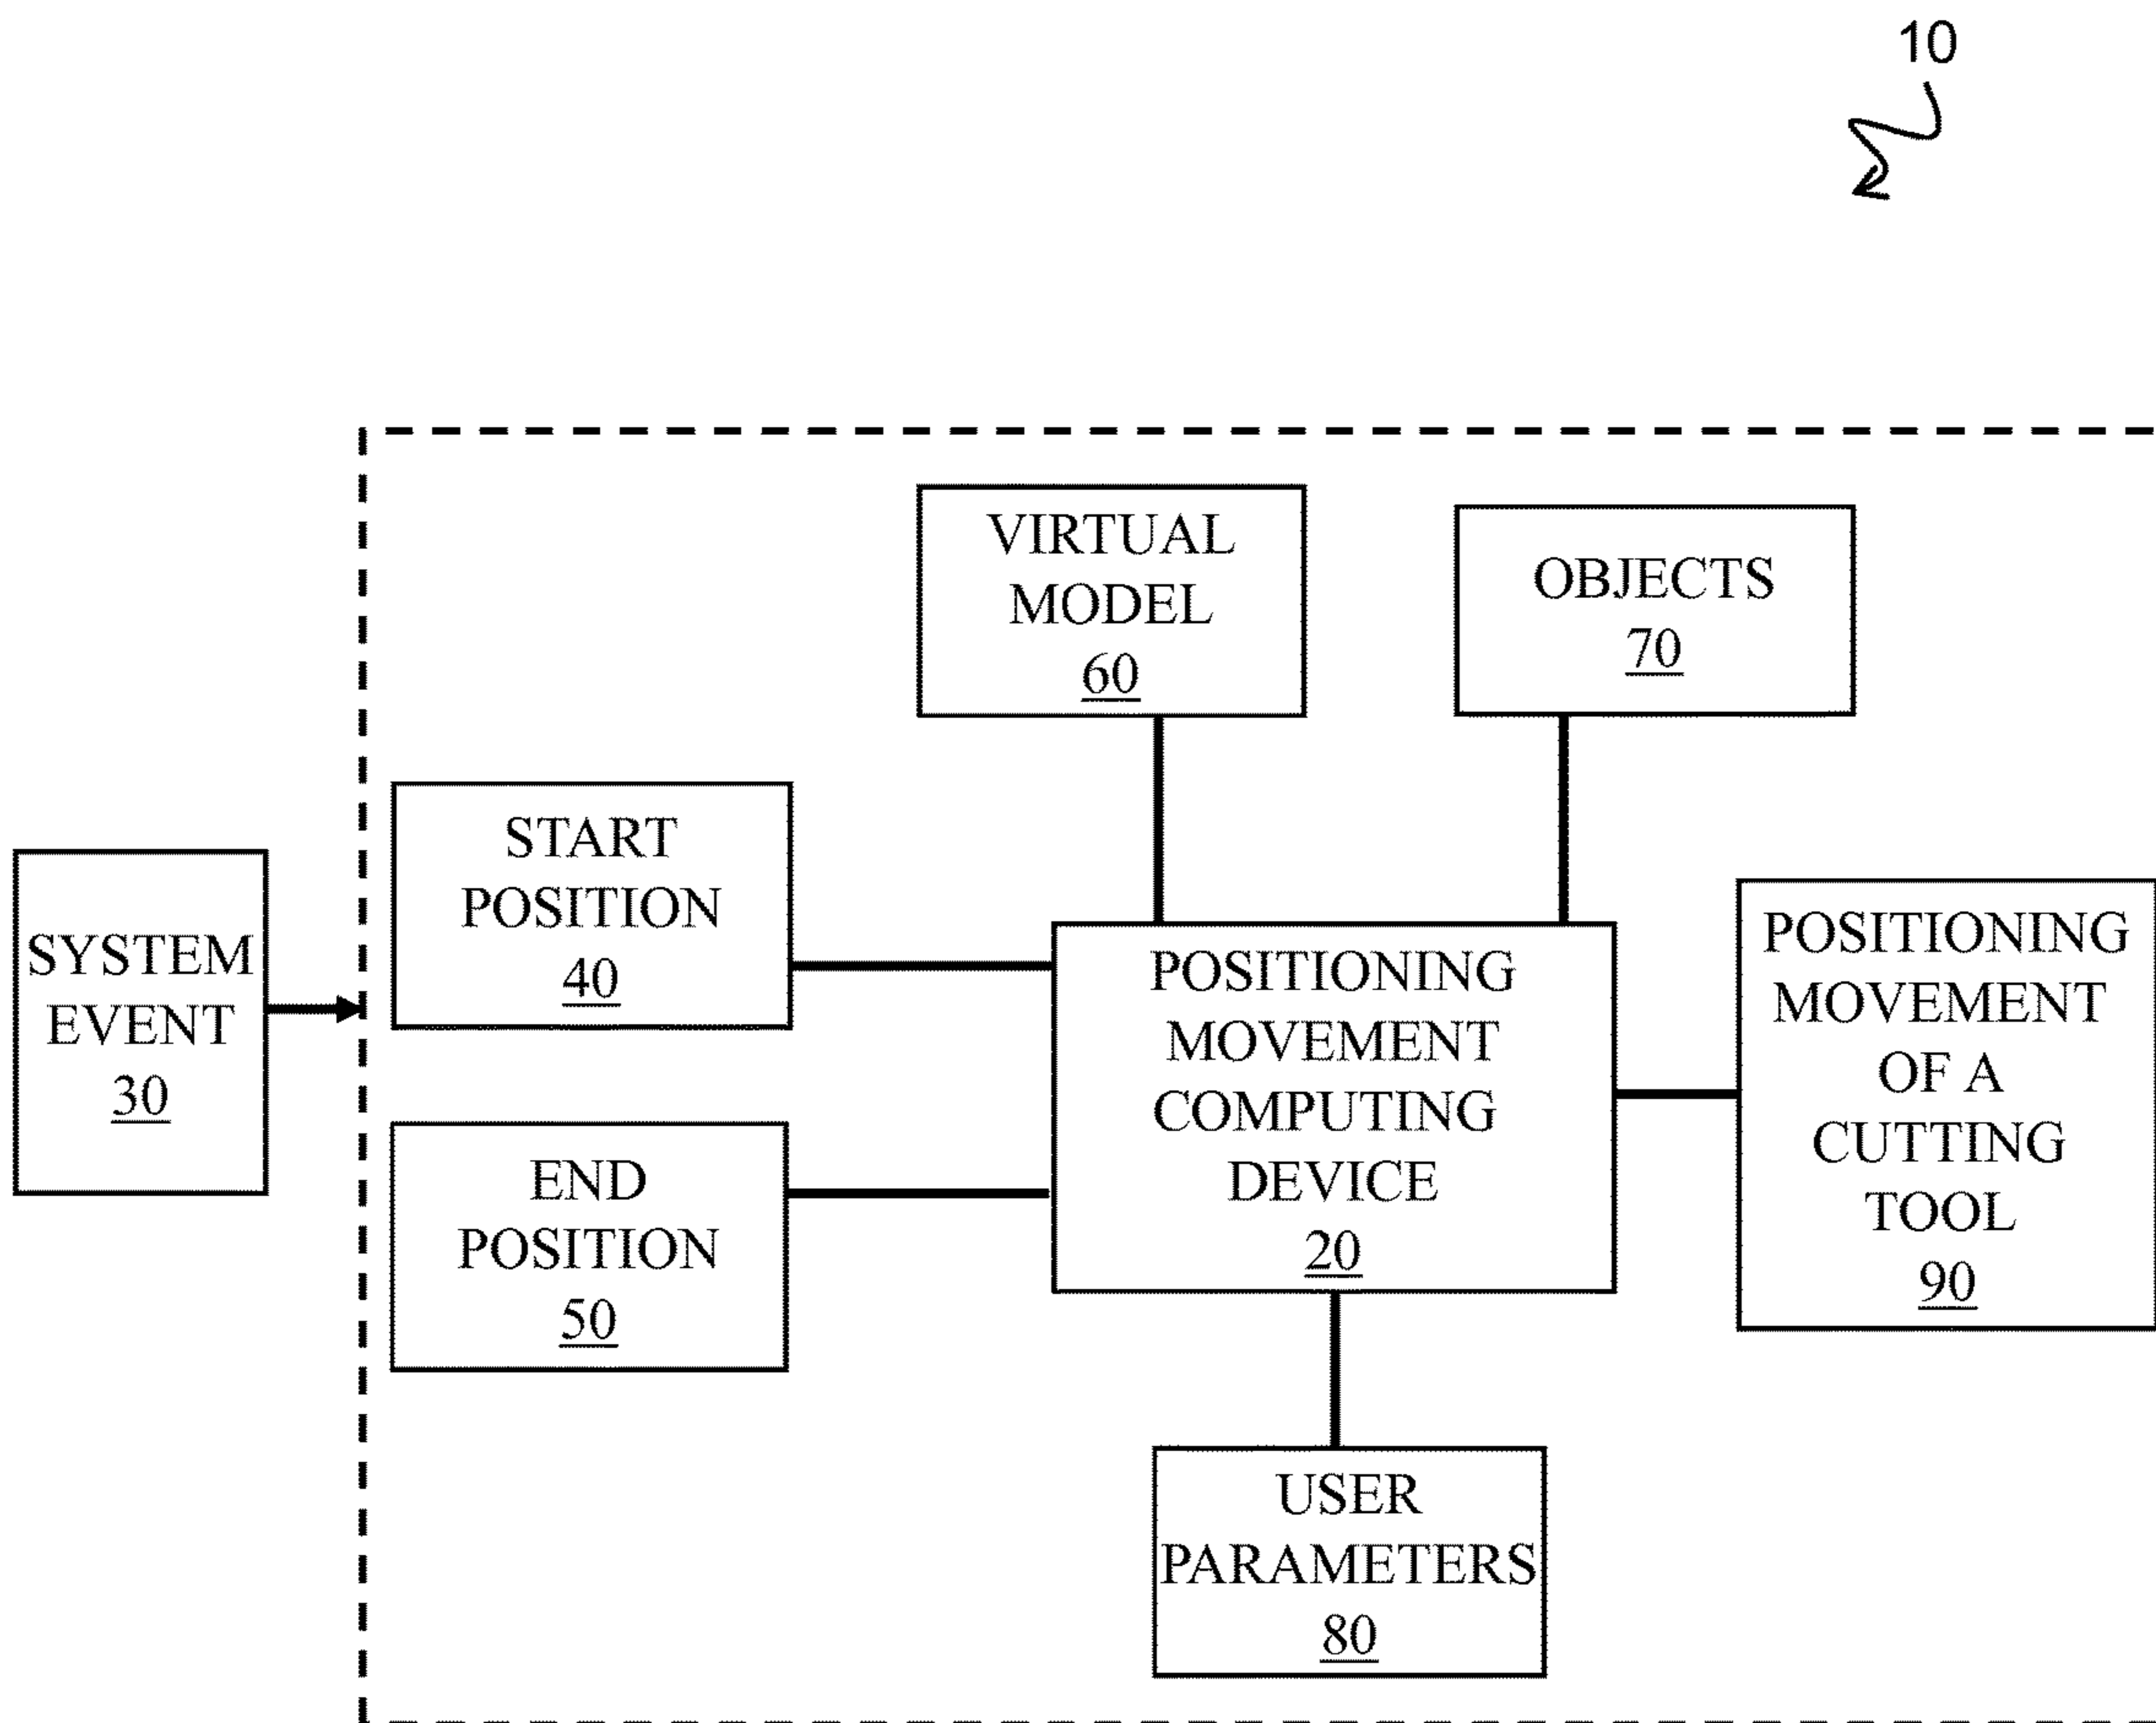 10
VIRTUAL
MODEL
60
OBJECTS
70
START
POSITION
40
SYSTEM
EVENT
30
END
POSITION
50
POSITIONING
MOVEMENT
COMPUTING
DEVICE
20
POSITIONING
MOVEMENT
OF A
CUTTING
TOOL
90
USER
PARAMETERS
80